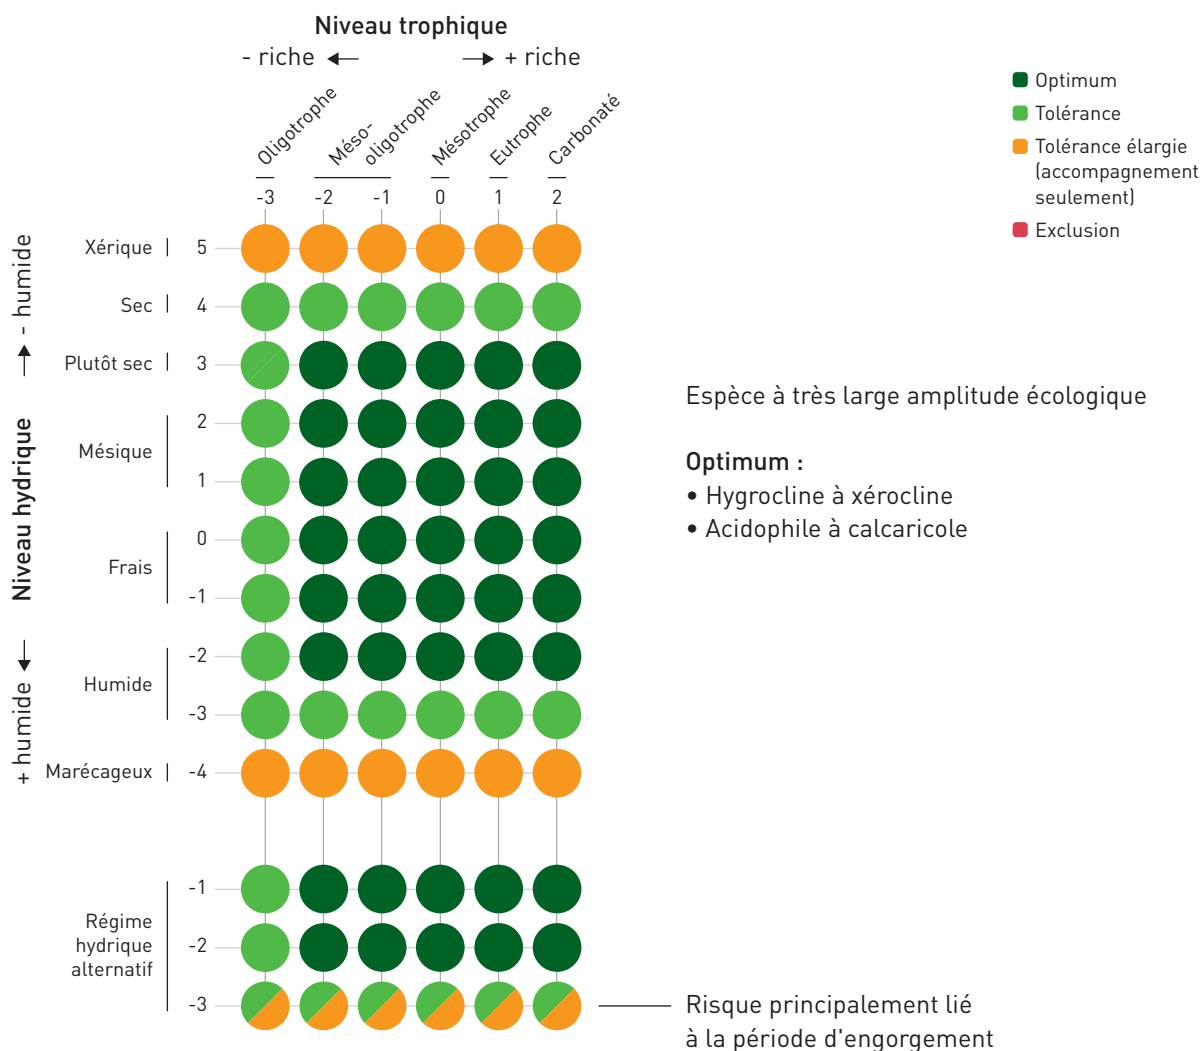 Niveau trophique
- riche ← → + riche
Oligotrophe
Méso-
oligotrophe
Mésotrophe
Eutrophe
Carbonaté
-3 -2 -1 0 1 2
Optimum
Tolérance
Tolérance élargie
(accompagnement
seulement)
Exclusion
Niveau hydrique
→ - humide
+ humide ←
Xérique | 5
Sec | 4
Plutôt sec | 3
Mésique
2
1
Frais
0
-1
Humide
-2
-3
Marécageux | -4
Régime
hydrique
alternatif
-1
-2
-3
Espèce à très large amplitude écologique
Optimum :
• Hygrocline à xérocline
• Acidophile à calcaricole
Risque principalement lié
à la période d'engorgement